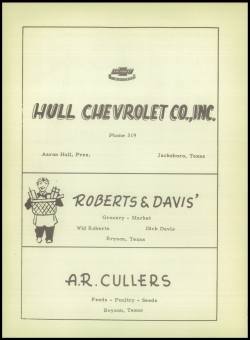 HULL CHEVROLET CO., INC.
Phone 309
Aaron Hull, Pres. Jacksboro, Texas
ROBERTS & DAVIS'
Grocery - Market
Wid Roberts Dick Davis
Bryson, Texas
A.R. CULLERS
Feeds - Poultry - Seeds
Bryson, Texas